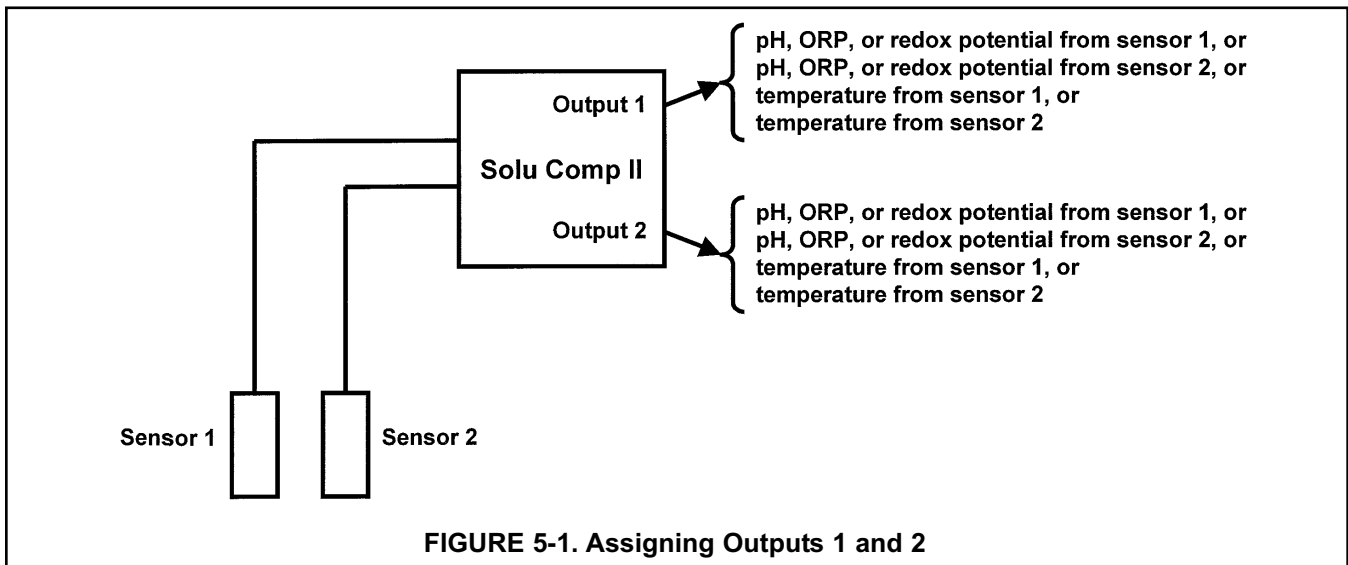 pH, ORP, or redox potential from sensor 1, or
pH, ORP, or redox potential from sensor 2, or
temperature from sensor 1, or
temperature from sensor 2
Output 1
Solu Comp II
Output 2
pH, ORP, or redox potential from sensor 1, or
pH, ORP, or redox potential from sensor 2, or
temperature from sensor 1, or
temperature from sensor 2
Sensor 1
Sensor 2
FIGURE 5-1. Assigning Outputs 1 and 2